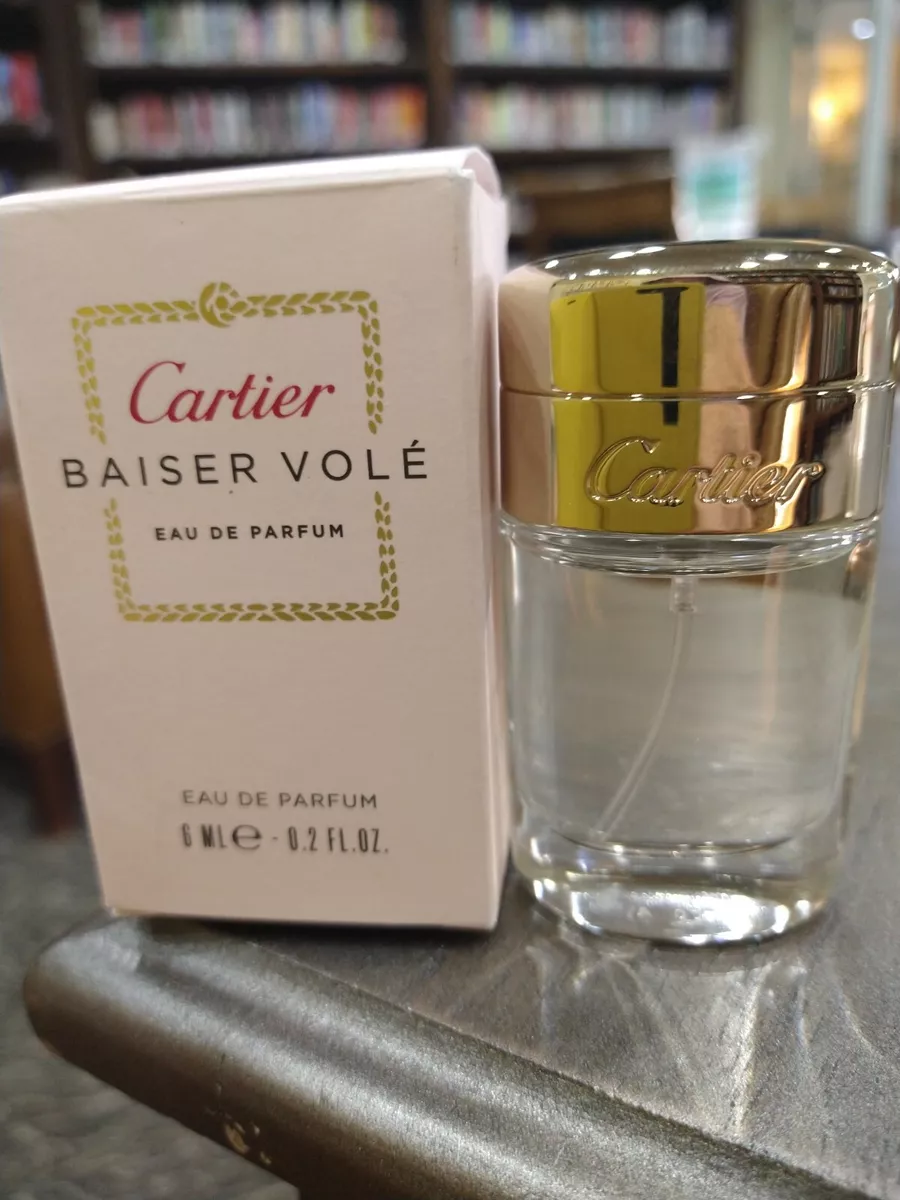 Cartier
BAISER VOLÉ
EAU DE PARFUM
EAU DE PARFUM
6 ML ℮ - 0.2 FL.OZ.
Cartier